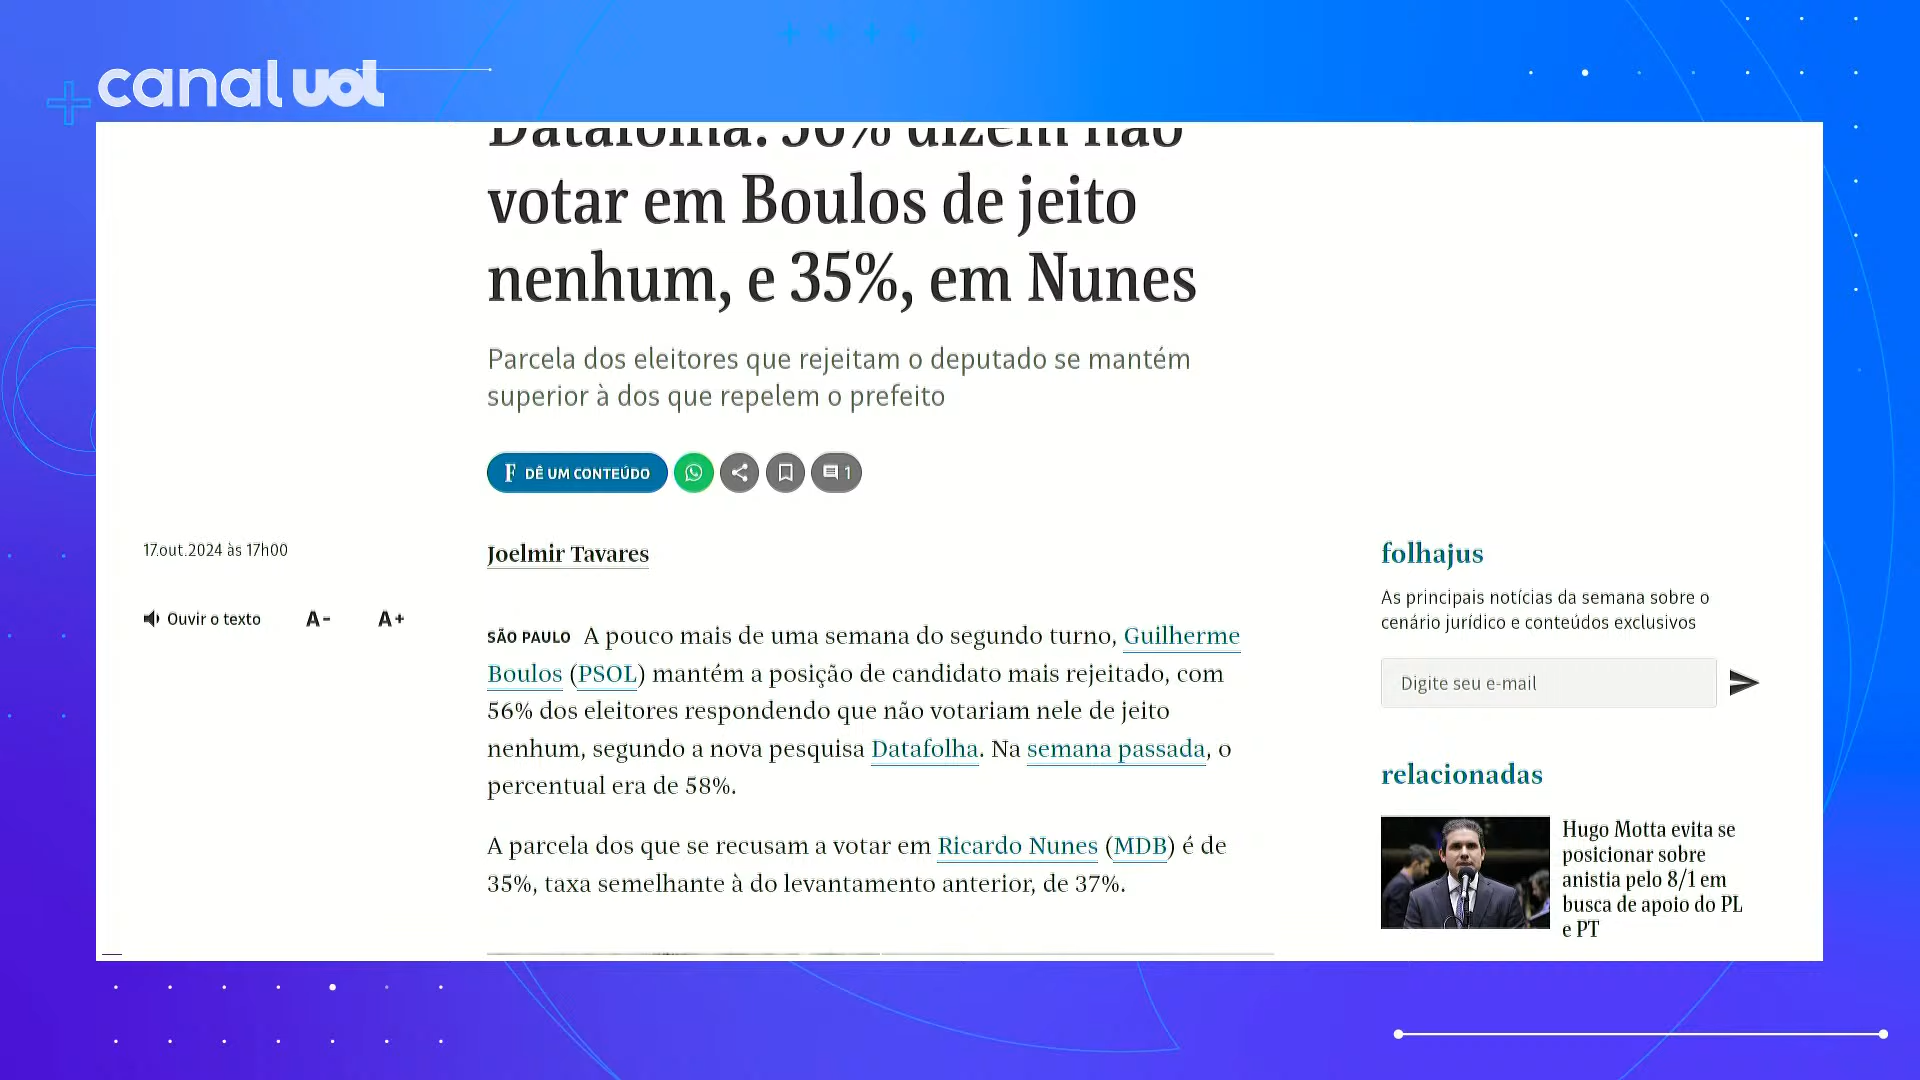 canal uol
Datafolha: 56% dizem não
votar em Boulos de jeito
nenhum, e 35%, em Nunes
Parcela dos eleitores que rejeitam o deputado se mantém
superior à dos que repelem o prefeito
F DÊ UM CONTEÚDO
1
17.out.2024 às 17h00
Ouvir o texto A- A+
Joelmir Tavares
SÃO PAULO A pouco mais de uma semana do segundo turno, Guilherme
Boulos (PSOL) mantém a posição de candidato mais rejeitado, com
56% dos eleitores respondendo que não votariam nele de jeito
nenhum, segundo a nova pesquisa Datafolha. Na semana passada, o
percentual era de 58%.
A parcela dos que se recusam a votar em Ricardo Nunes (MDB) é de
35%, taxa semelhante à do levantamento anterior, de 37%.
folhajus
As principais notícias da semana sobre o
cenário jurídico e conteúdos exclusivos
Digite seu e-mail
relacionadas
Hugo Motta evita se
posicionar sobre
anistia pelo 8/1 em
busca de apoio do PL
e PT